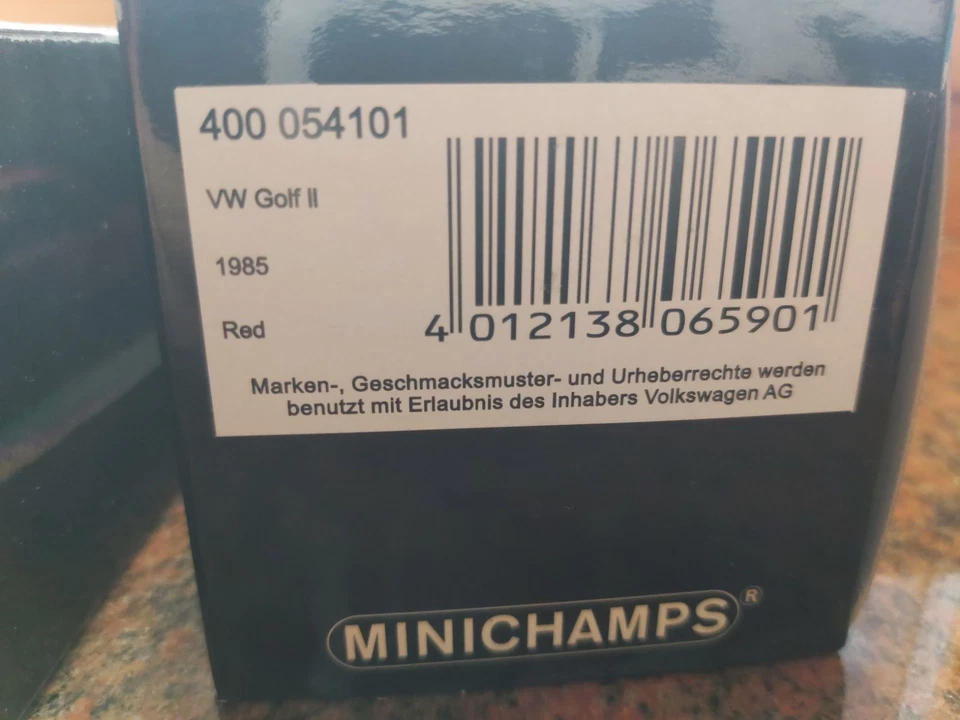 400 054101
VW Golf II
1985
Red
4 012138 065901
Marken-, Geschmacksmuster- und Urheberrechte werden
benutzt mit Erlaubnis des Inhabers Volkswagen AG
MINICHAMPS®